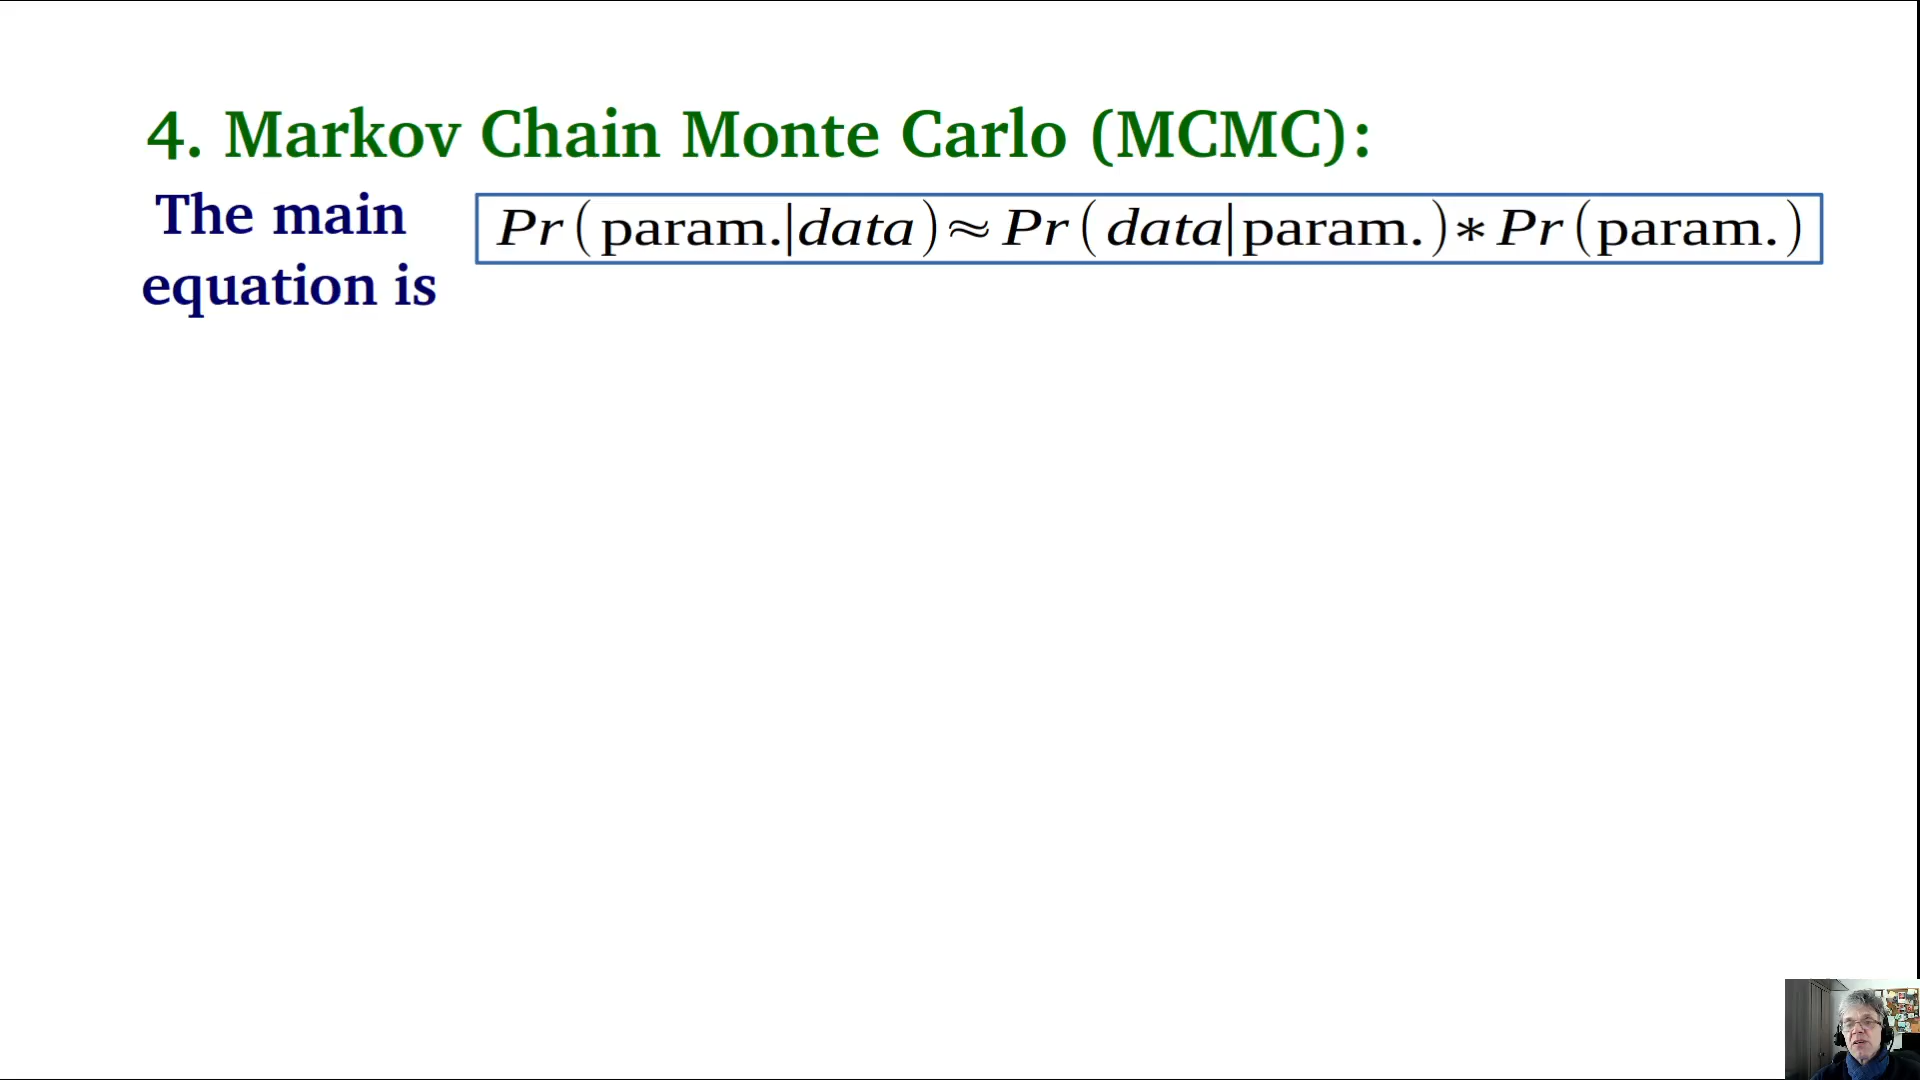 4. Markov Chain Monte Carlo (MCMC):
The main
equation is
Pr(param.|data)≈Pr(data|param.)*Pr(param.)